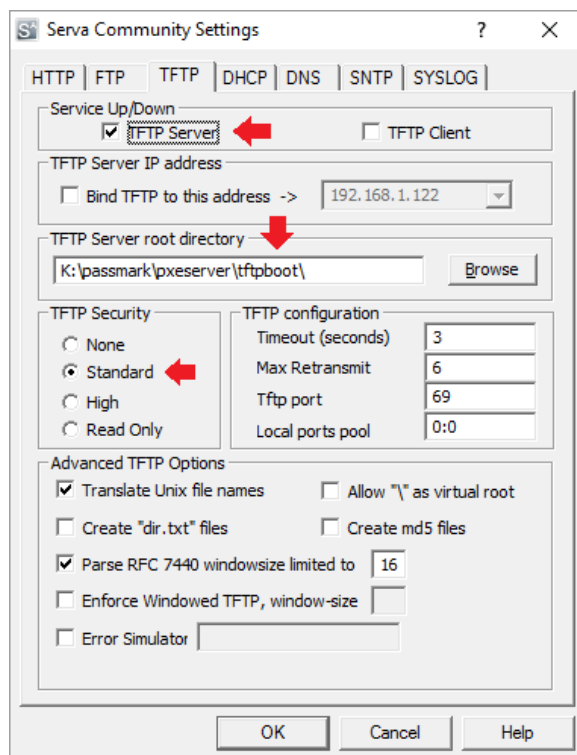 Serva Community Settings ?
HTTP FTP TFTP DHCP DNS SNTP SYSLOG
Service Up/Down
TFTP Server TFTP Client
TFTP Server IP address
Bind TFTP to this address -> 192.168.1.122
TFTP Server root directory
K:\passmark\pxeserver\tftpboot\ Browse
TFTP Security TFTP configuration
None Timeout (seconds) 3
Standard Max Retransmit 6
High Tftp port 69
Read Only Local ports pool 0:0
Advanced TFTP Options
Translate Unix file names Allow "\" as virtual root
Create "dir.txt" files Create md5 files
Parse RFC 7440 windowsize limited to 16
Enforce Windowed TFTP, window-size
Error Simulator
OK Cancel Help